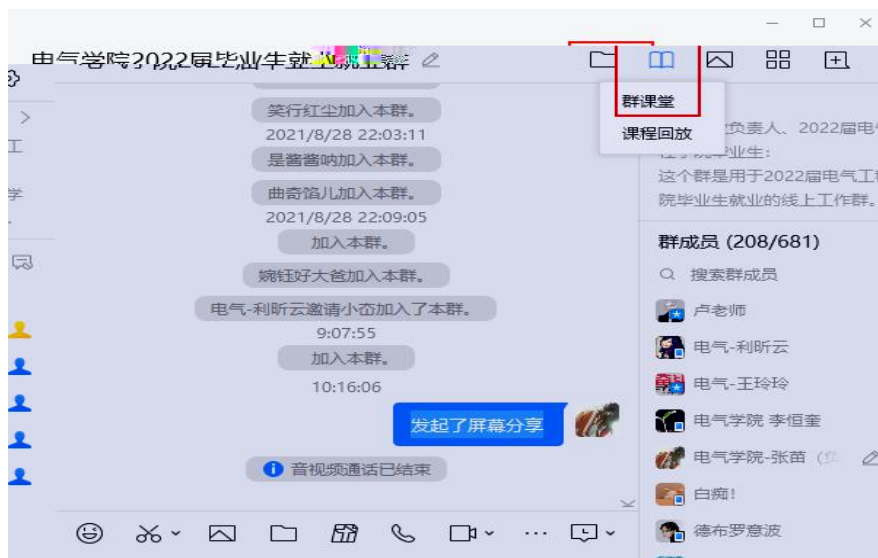 电气学院2022届毕业生就业
群
笑行红尘加入本群。
2021/8/28 22:03:11
是酱酱呐加入本群。
曲奇馅儿加入本群。
2021/8/28 22:09:05
加入本群。
婉钰好大爸加入本群。
电气-利昕云邀请小夻加入了本群。
9:07:55
加入本群。
10:16:06
发起了屏幕分享
音视频通话已结束
工
学
群课堂
课程回放
负责人、2022届电
业生：
这个群是用于2022届电气工
院毕业生就业的线上工作群。
群成员 (208/681)
搜索群成员
卢老师
电气-利昕云
电气-王玲玲
电气学院 李恒奎
电气学院-张苗
白痴!
德布罗意波